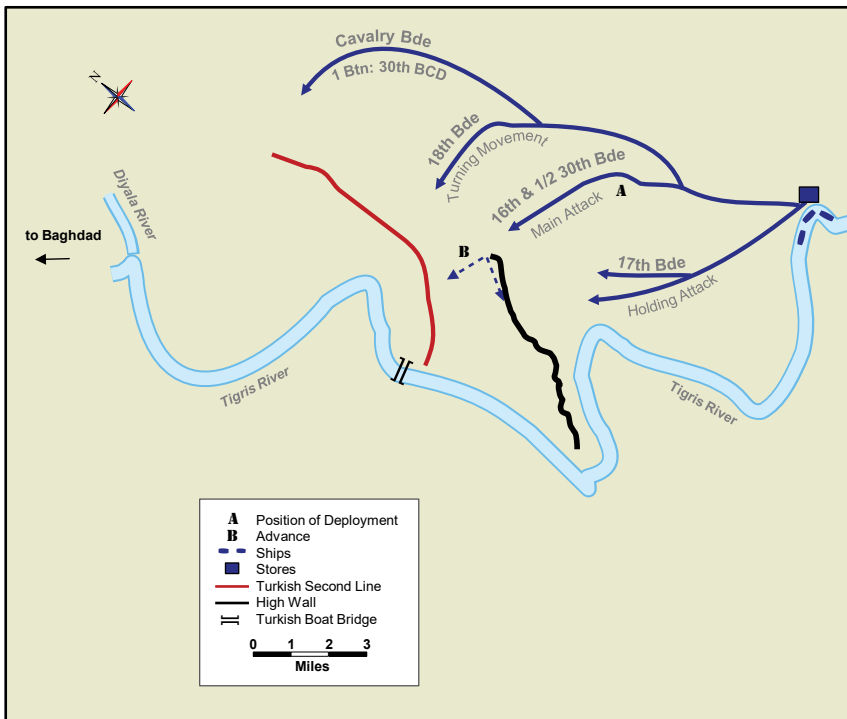 Cavalry Bde
1 Btn: 30th BCD
N
18th Bde
Turning Movement
16th & 1/2 30th Bde
A
Main Attack
Diyala River
to Baghdad
B
17th Bde
Holding Attack
Tigris River
Tigris River
A Position of Deployment
B Advance
Ships
Stores
Turkish Second Line
High Wall
Turkish Boat Bridge
0 1 2 3
Miles